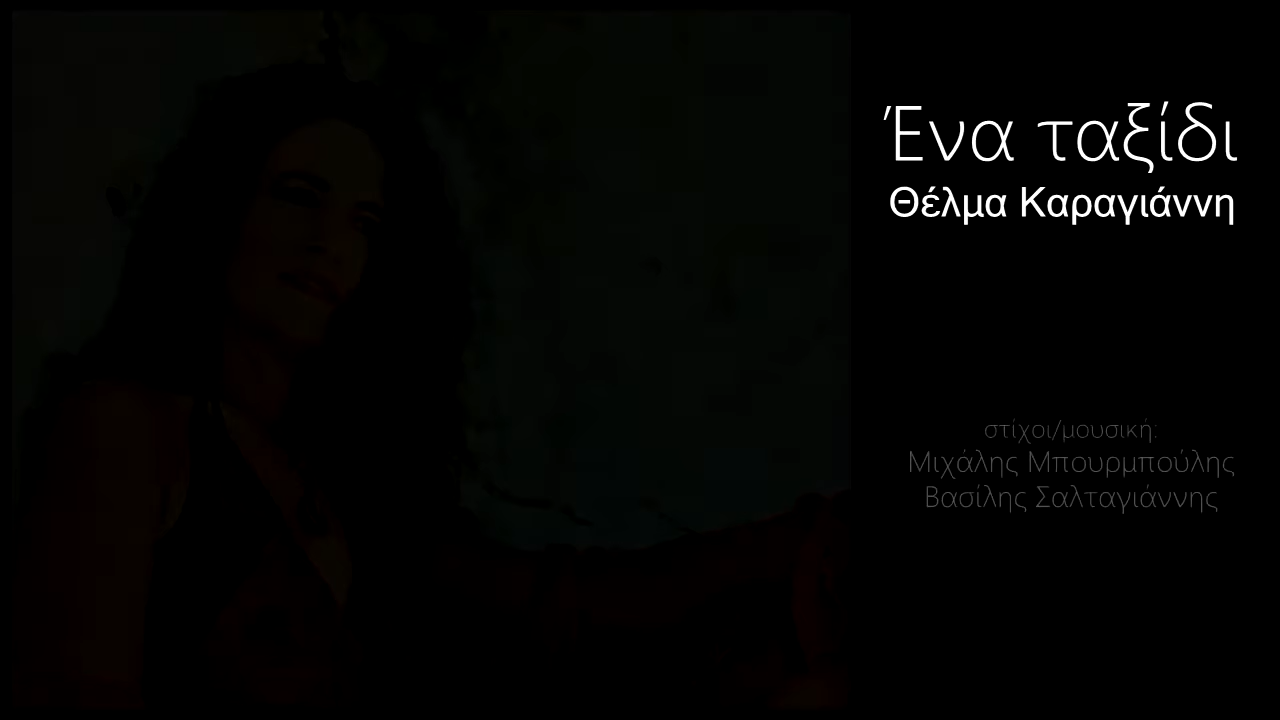 Ένα ταξίδι
Θέλμα Καραγιάννη
στίχοι/μουσική:
Μιχάλης Μπουρμπούλης
Βασίλης Σαλταγιάννης